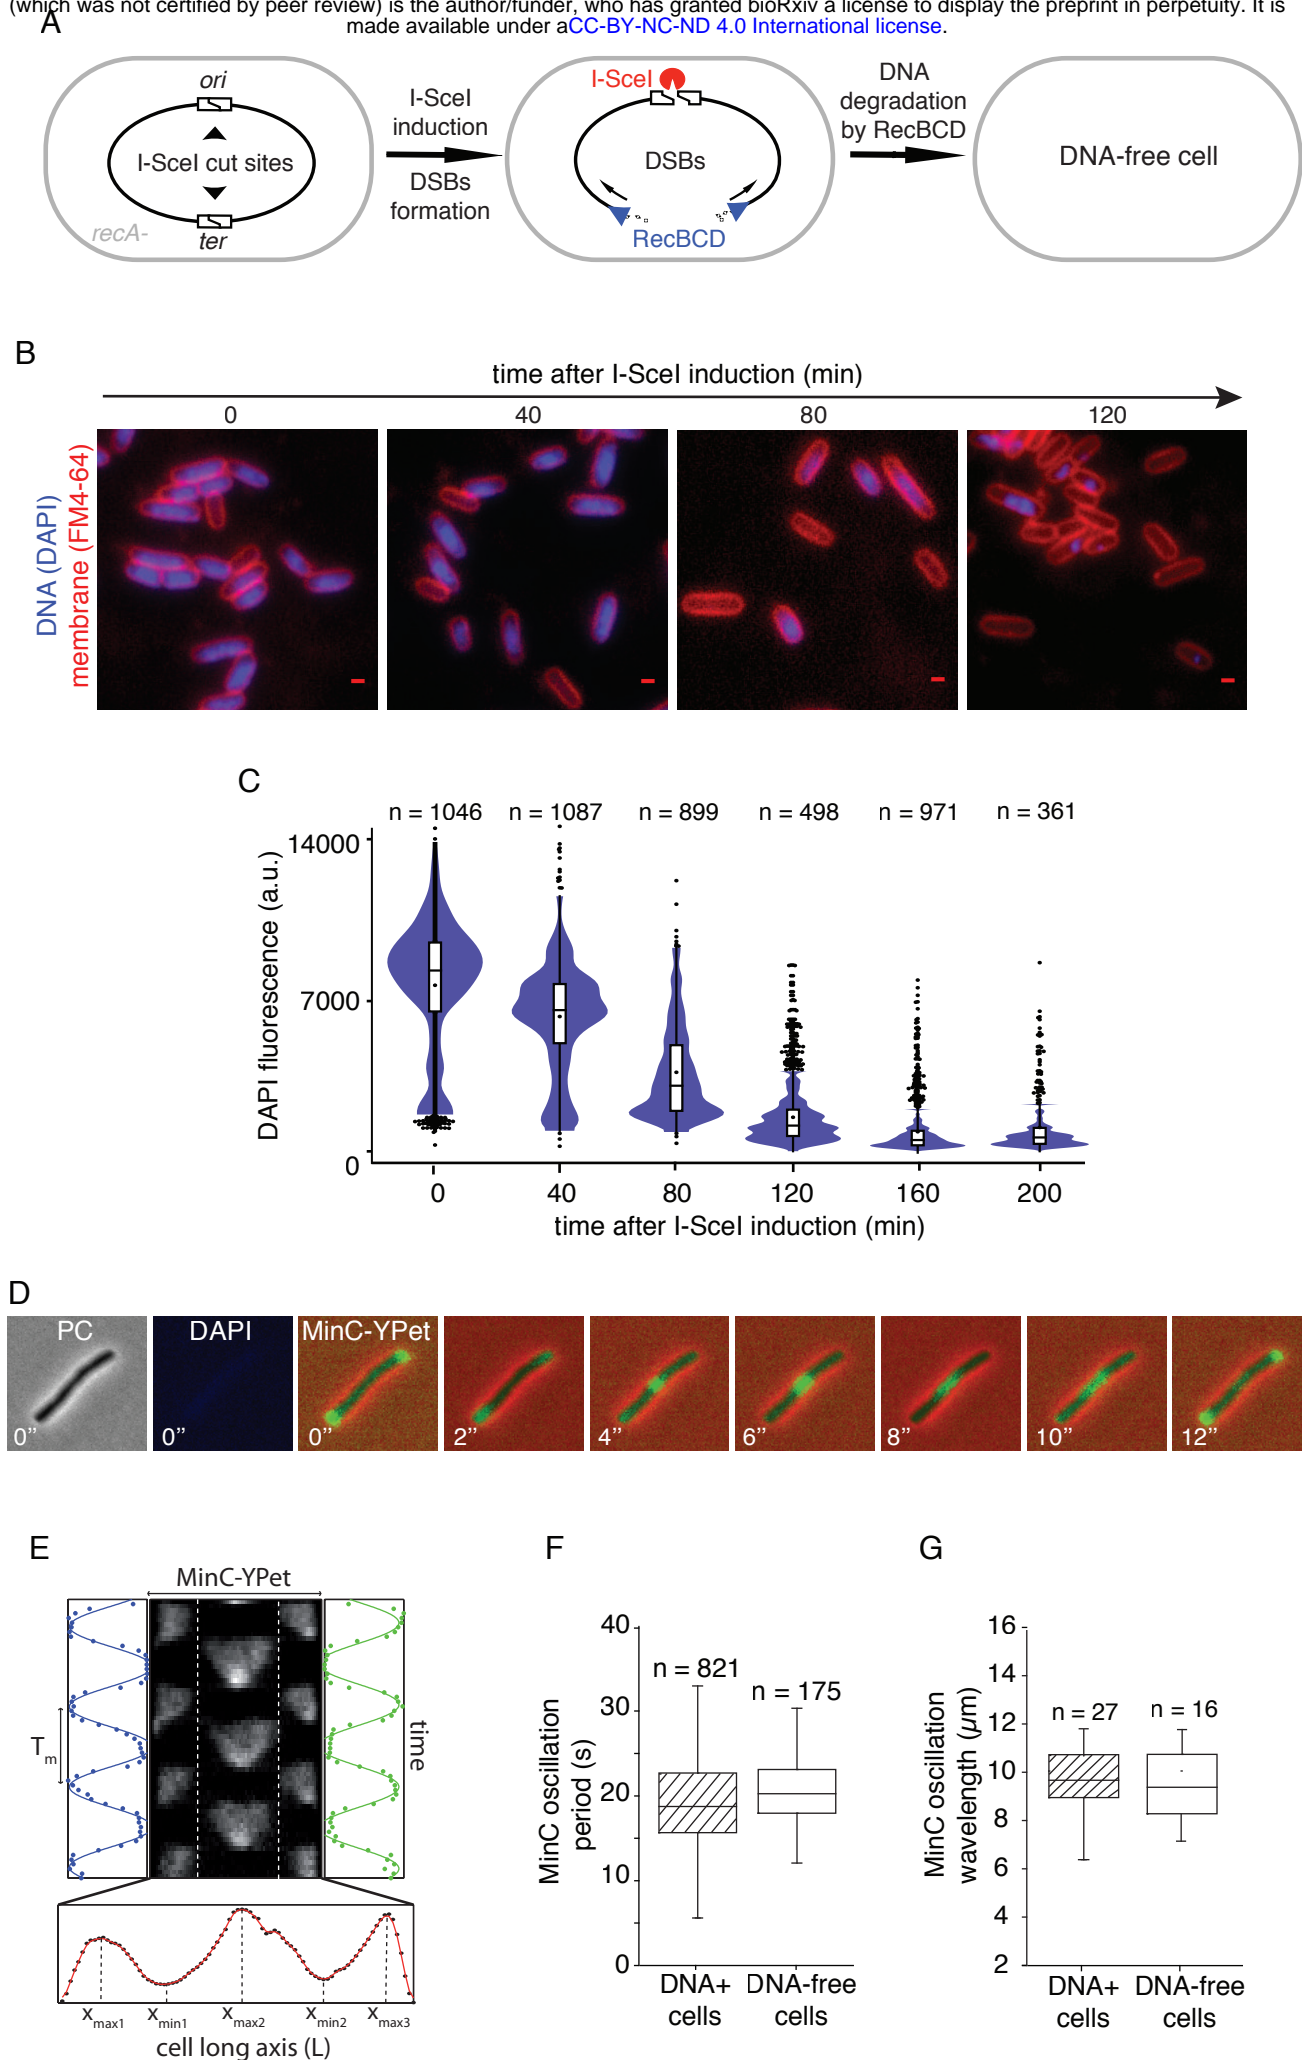 (which was not certified by peer review) is the author/funder, who has granted bioRxiv a license to display the preprint in perpetuity. It is
made available under aCC-BY-NC-ND 4.0 International license.
A
ori
I-SceI cut sites
ter
recA-
I-SceI
induction
DSBs
formation
I-SceI
DSBs
RecBCD
DNA
degradation
by RecBCD
DNA-free cell
B
time after I-SceI induction (min)
0 40 80 120
DNA (DAPI)
membrane (FM4-64)
C
n = 1046 n = 1087 n = 899 n = 498 n = 971 n = 361
DAPI fluorescence (a.u.)
14000
7000
0
0 40 80 120 160 200
time after I-SceI induction (min)
D
PC DAPI MinC-YPet
0” 0” 0” 2” 4” 6” 8” 10” 12”
E
MinC-YPet
Tm
time
xmax1 xmin1 xmax2 xmin2 xmax3
cell long axis (L)
F
MinC oscillation
period (s)
40
30
20
10
0
n = 821
n = 175
DNA+
cells
DNA-free
cells
G
MinC oscillation
wavelength (µm)
16
14
12
10
8
6
4
2
n = 27
n = 16
DNA+
cells
DNA-free
cells